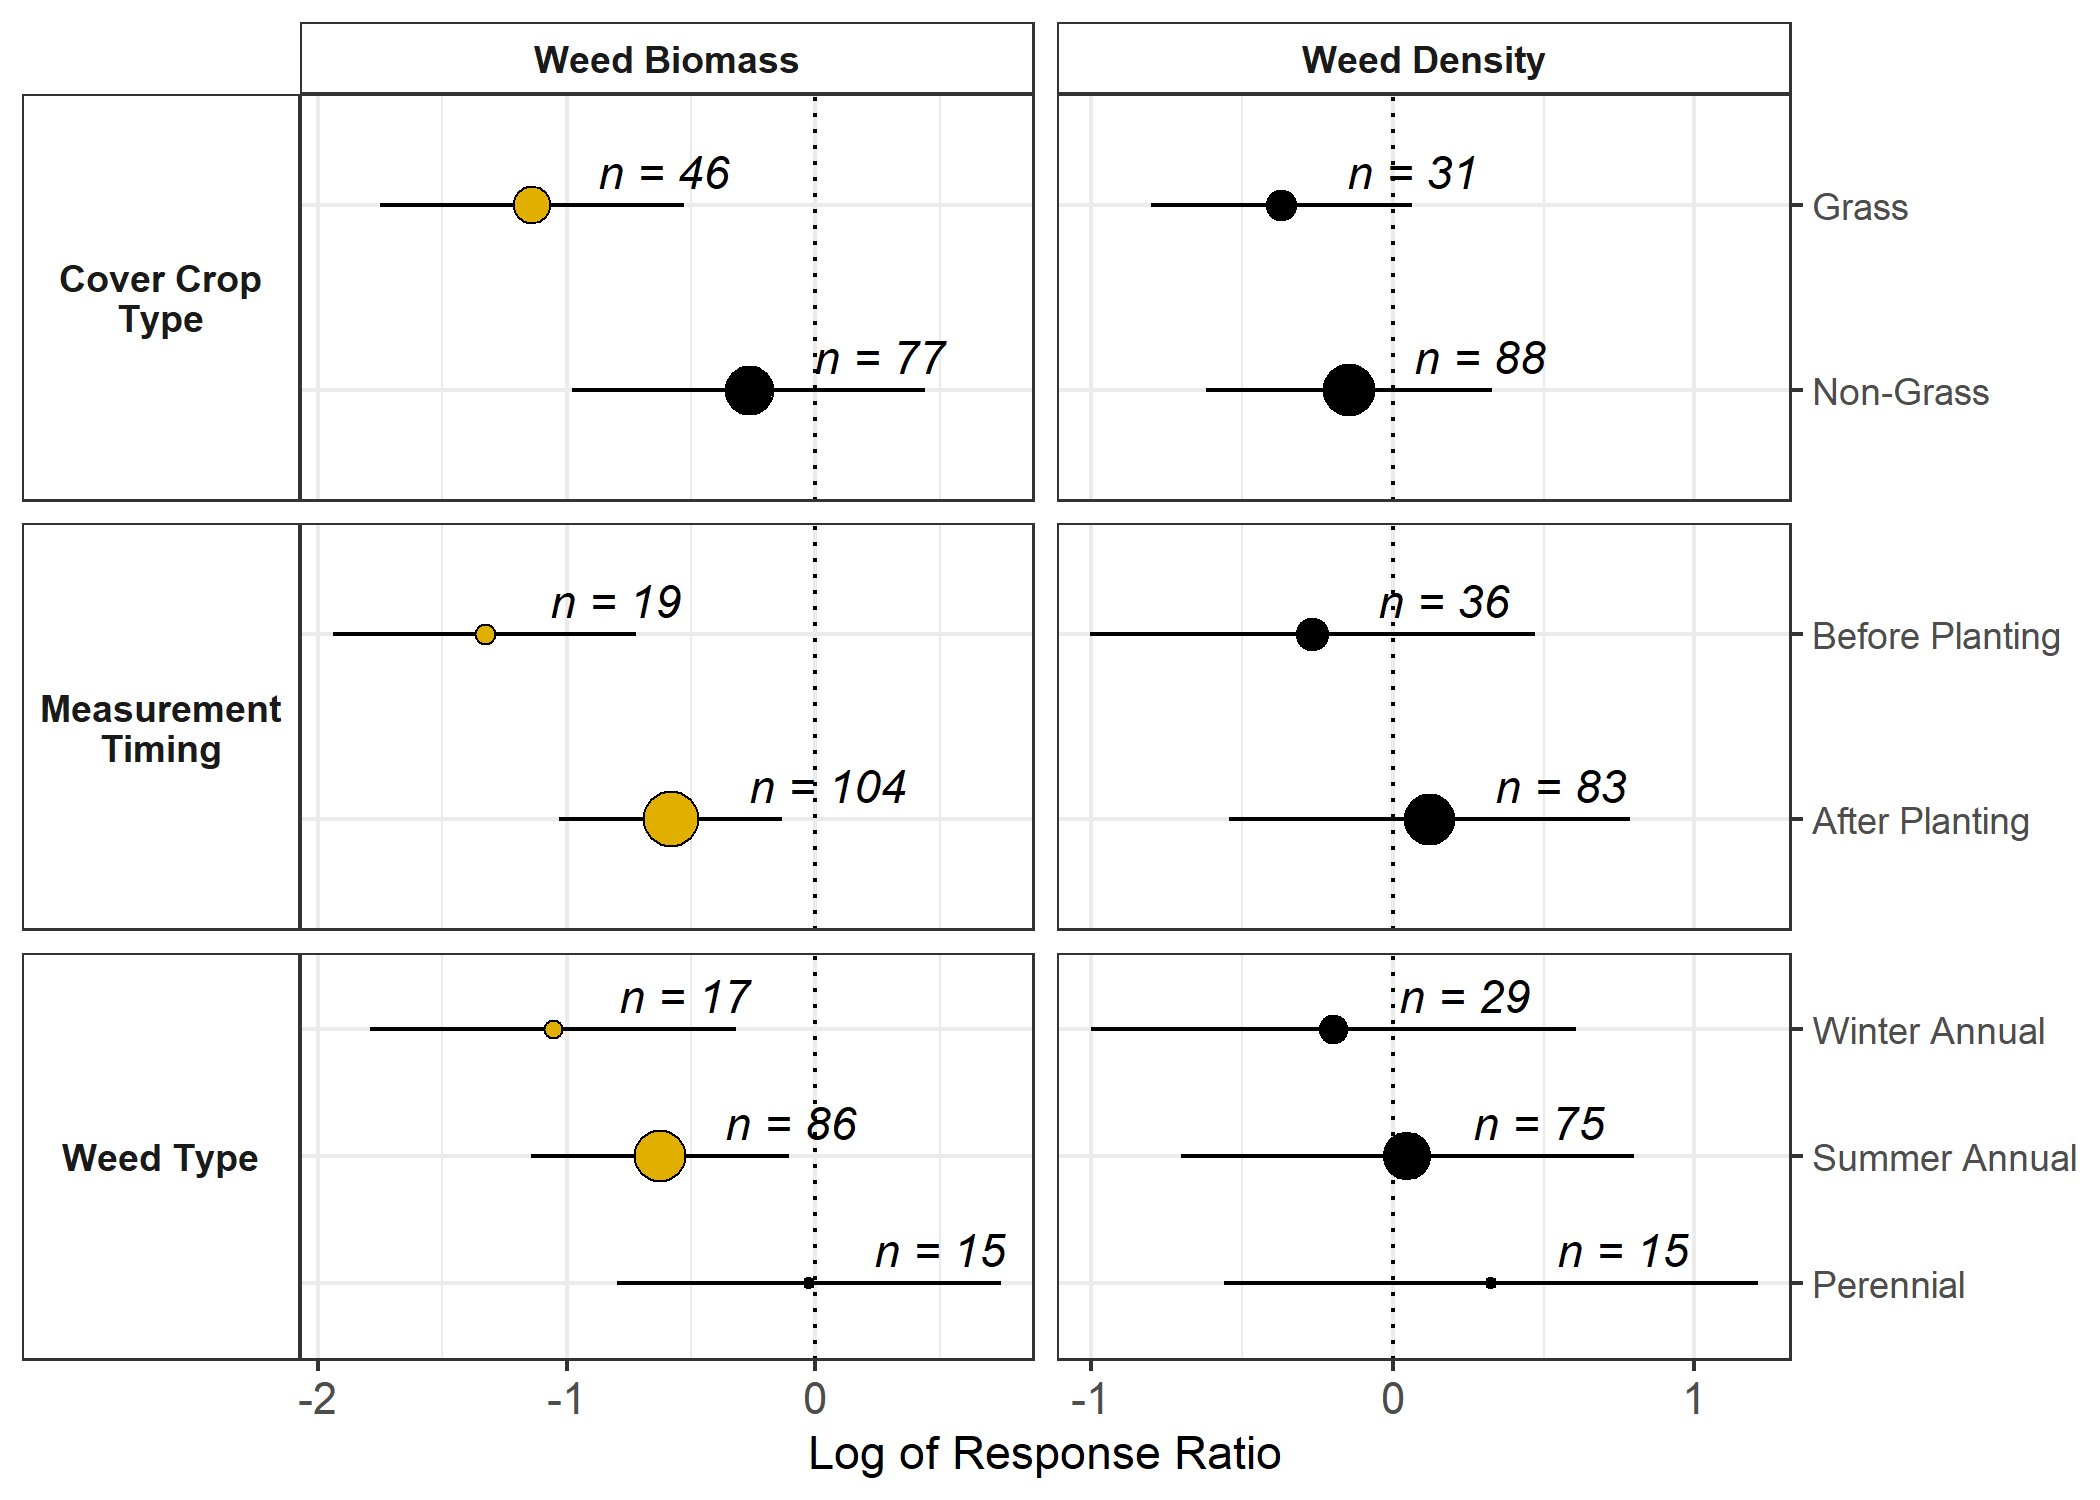 Weed Biomass
Weed Density
Cover Crop
Type
n = 46
n = 31
Grass
n = 77
n = 88
Non-Grass
Measurement
Timing
n = 19
n = 36
Before Planting
n = 104
n = 83
After Planting
Weed Type
n = 17
n = 29
Winter Annual
n = 86
n = 75
Summer Annual
n = 15
n = 15
Perennial
-2 -1 0
-1 0 1
Log of Response Ratio